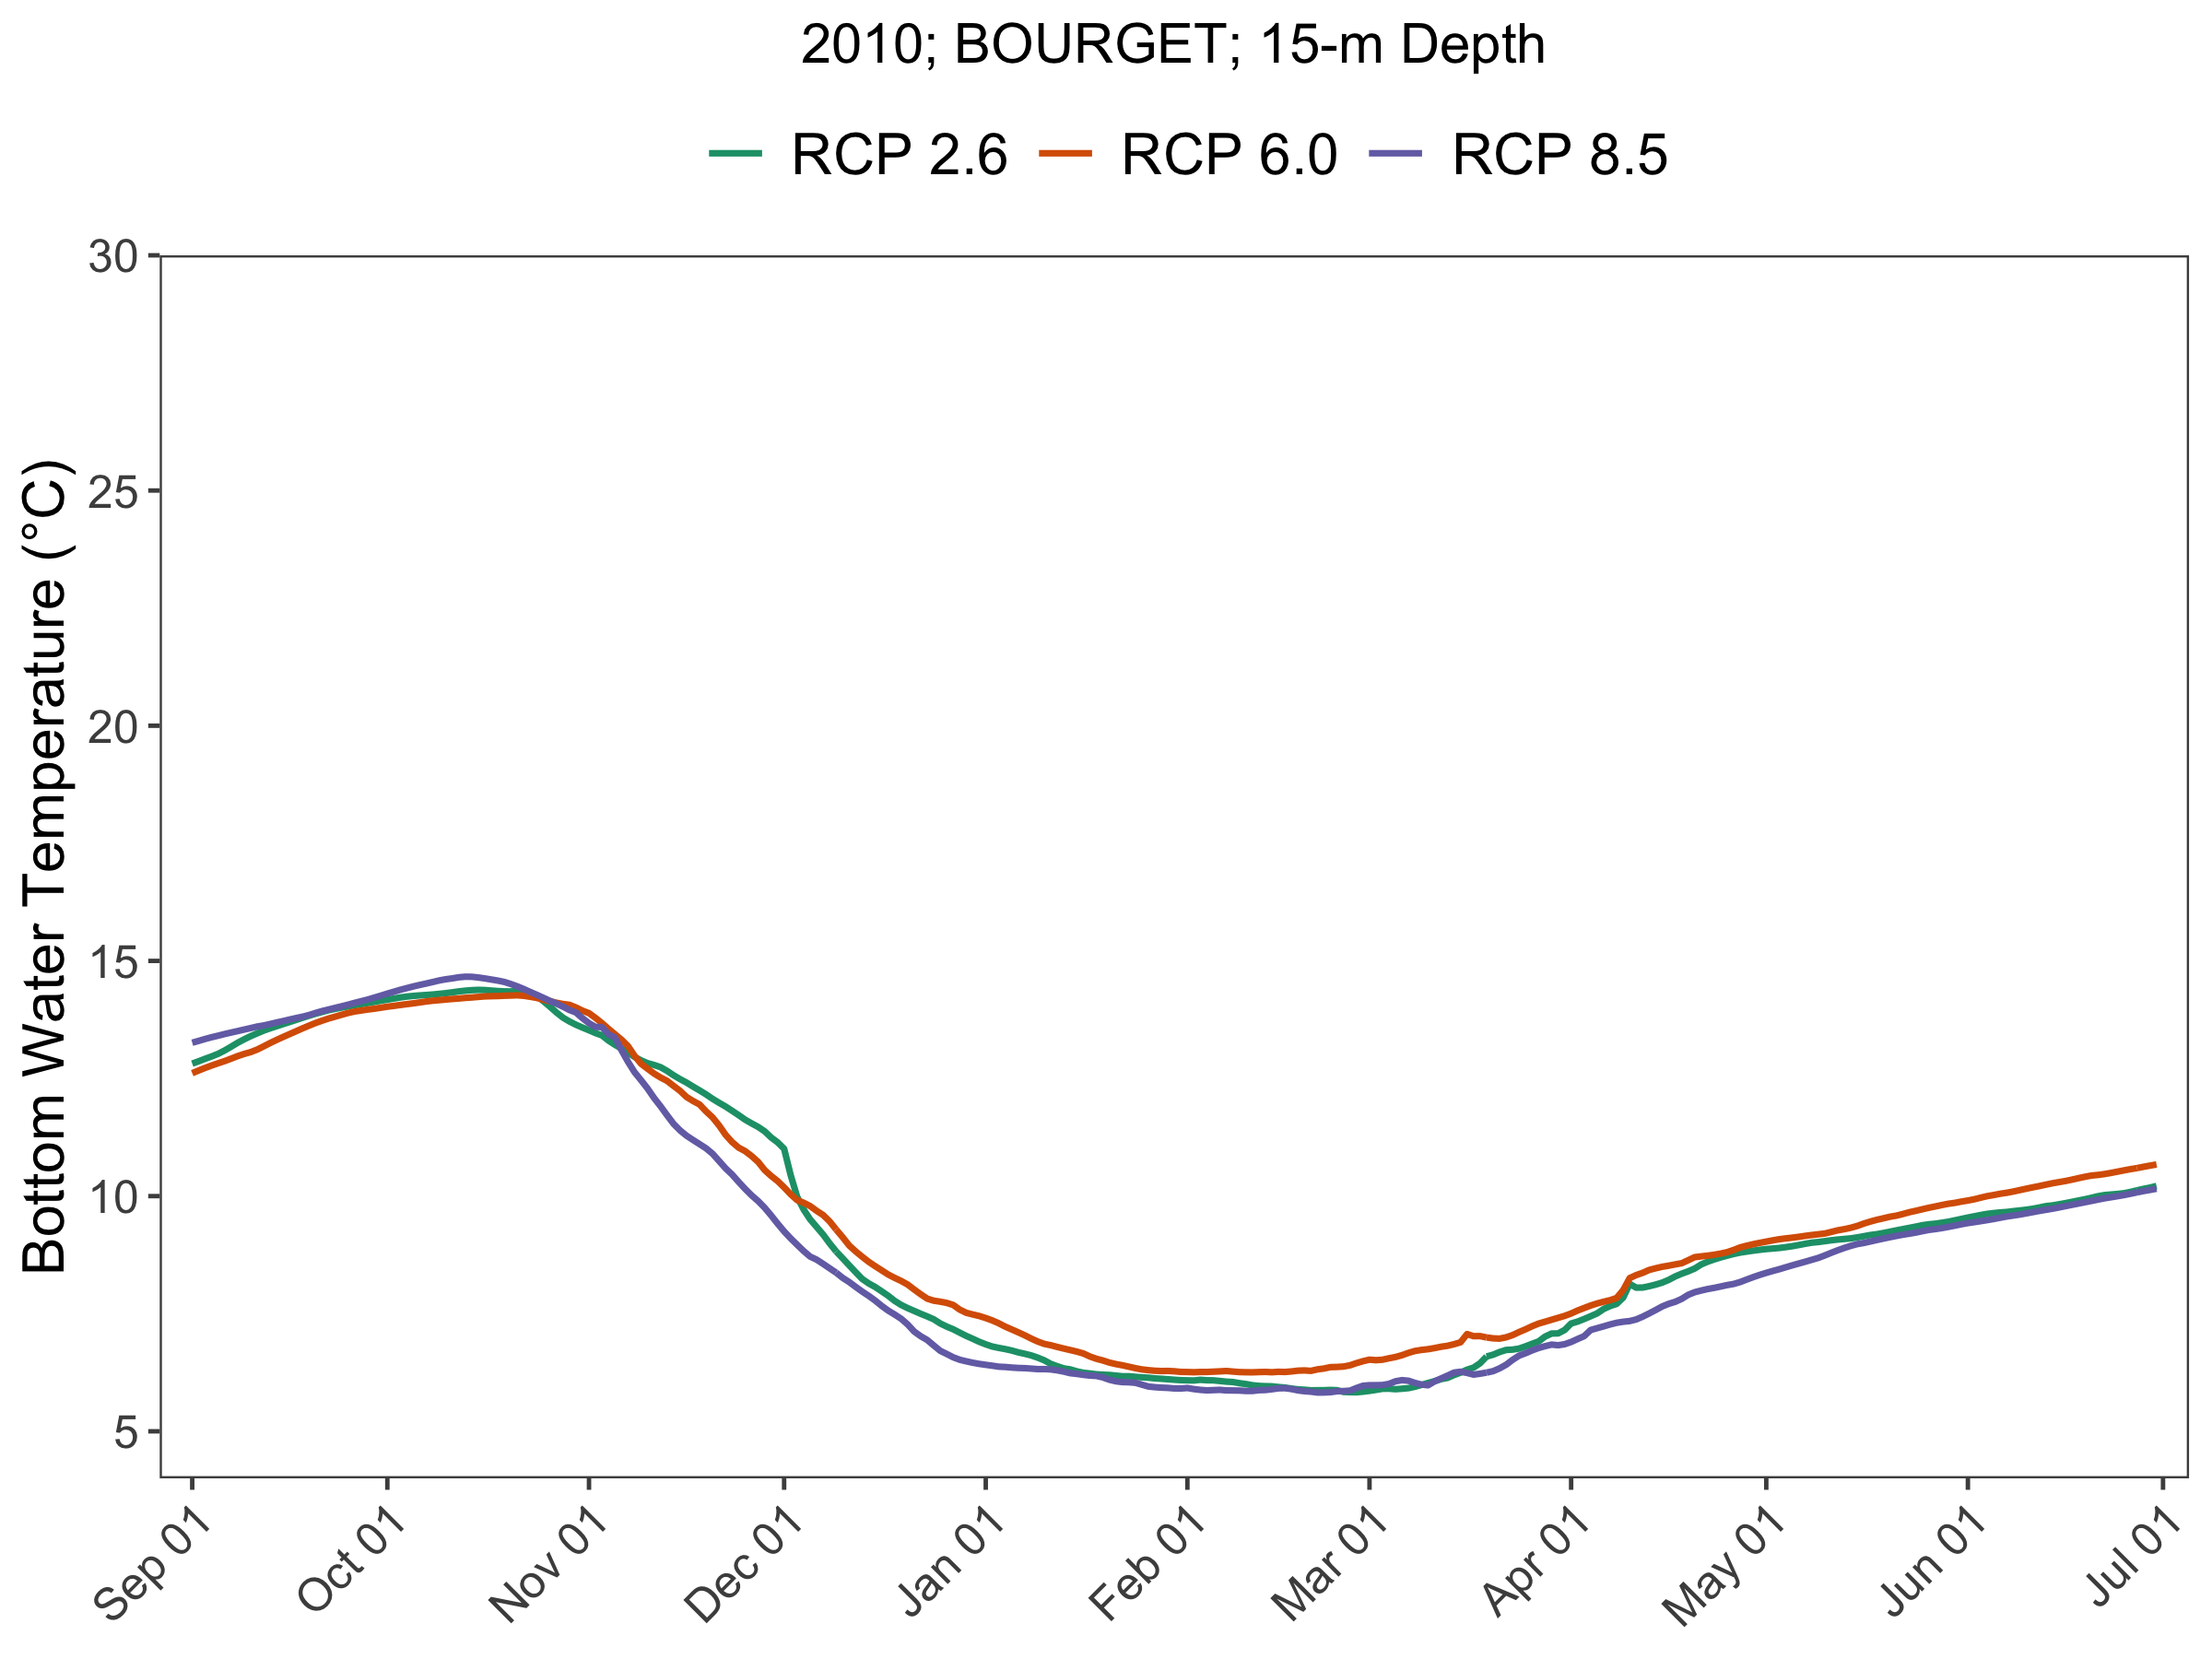 2010; BOURGET; 15-m Depth
RCP 2.6 RCP 6.0 RCP 8.5
Bottom Water Temperature (°C)
30
25
20
15
10
5
Sep 01 Oct 01 Nov 01 Dec 01 Jan 01 Feb 01 Mar 01 Apr 01 May 01 Jun 01 Jul 01